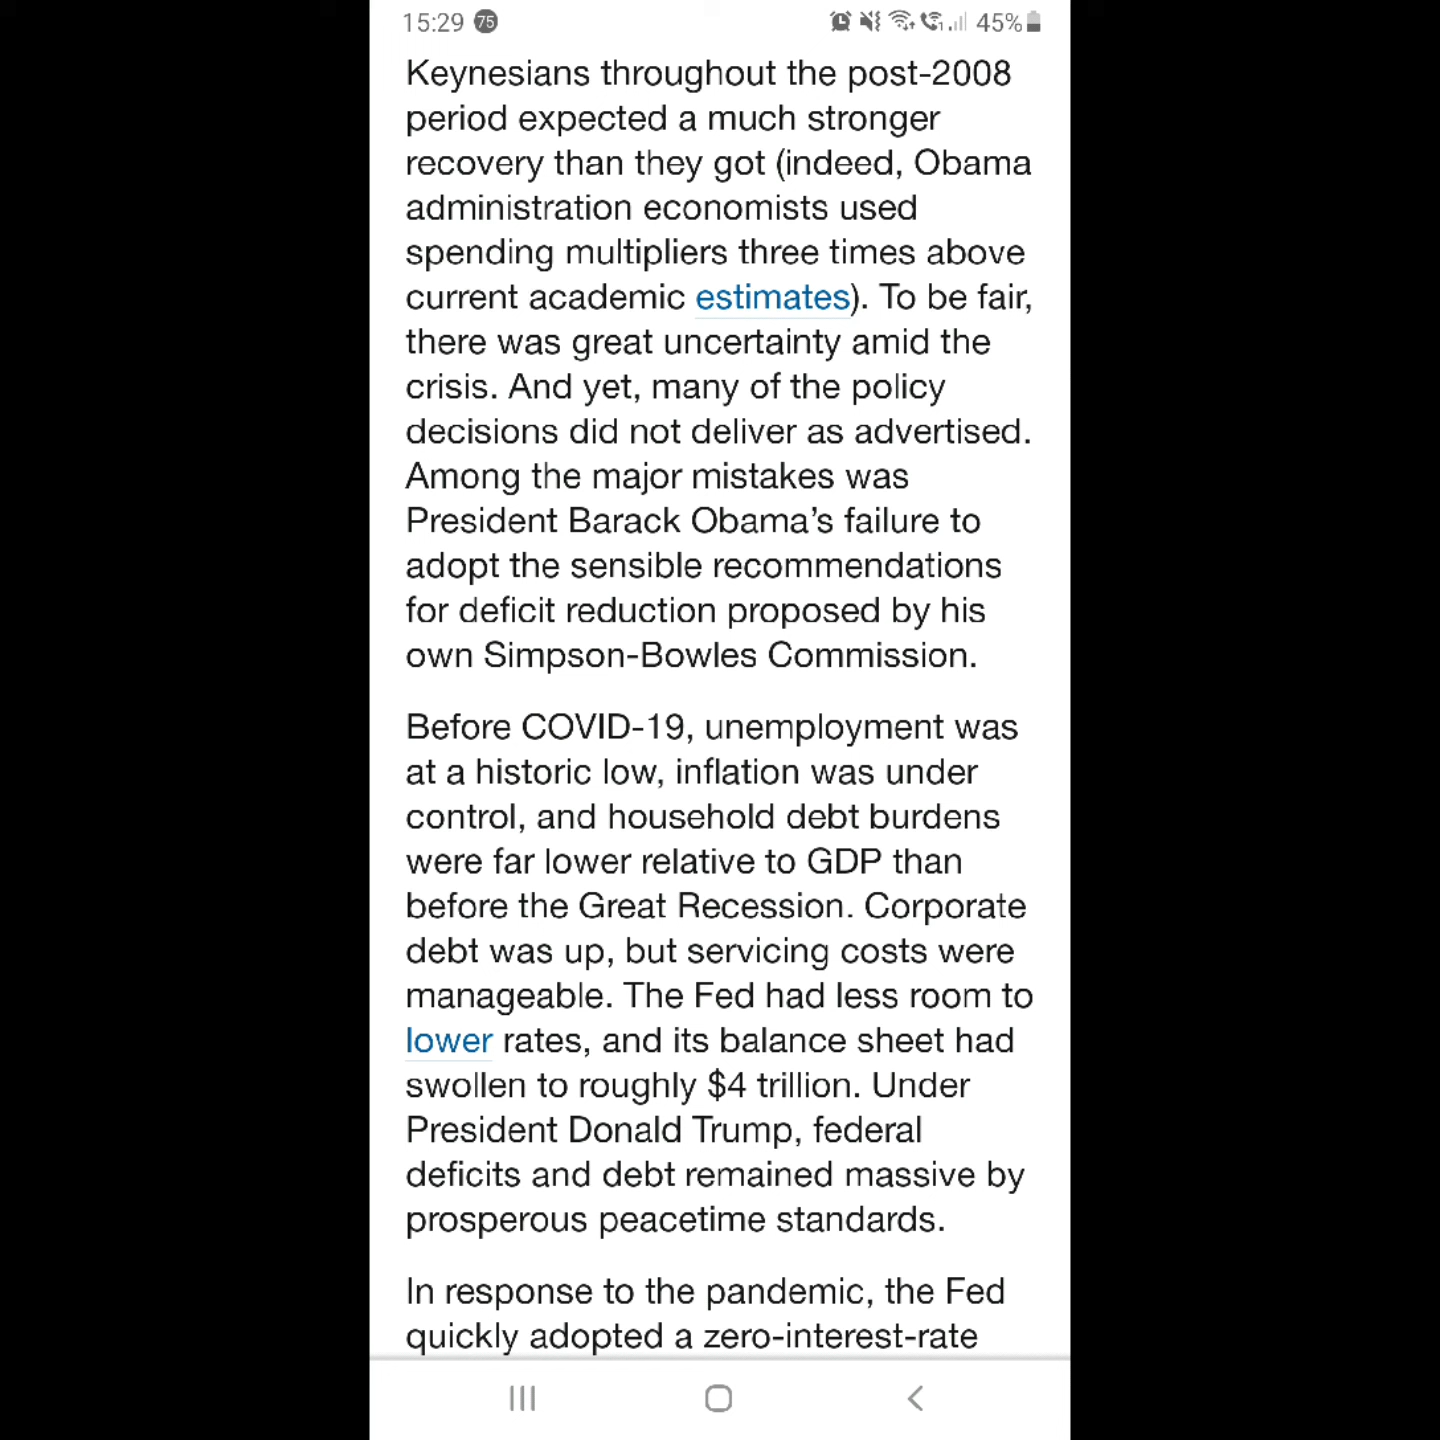 15:29 75 45%
Keynesians throughout the post-2008
period expected a much stronger
recovery than they got (indeed, Obama
administration economists used
spending multipliers three times above
current academic estimates). To be fair,
there was great uncertainty amid the
crisis. And yet, many of the policy
decisions did not deliver as advertised.
Among the major mistakes was
President Barack Obama’s failure to
adopt the sensible recommendations
for deficit reduction proposed by his
own Simpson-Bowles Commission.
Before COVID-19, unemployment was
at a historic low, inflation was under
control, and household debt burdens
were far lower relative to GDP than
before the Great Recession. Corporate
debt was up, but servicing costs were
manageable. The Fed had less room to
lower rates, and its balance sheet had
swollen to roughly $4 trillion. Under
President Donald Trump, federal
deficits and debt remained massive by
prosperous peacetime standards.
In response to the pandemic, the Fed
quickly adopted a zero-interest-rate